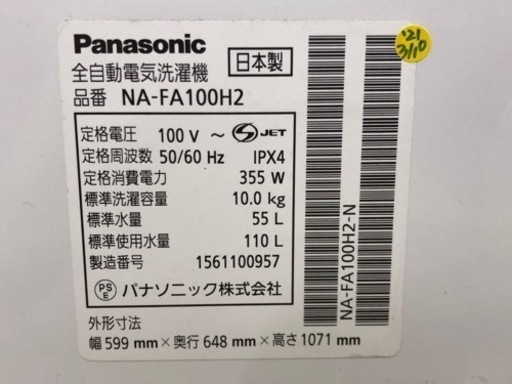 Panasonic
日本製
全自動電気洗濯機
品番 NA-FA100H2
定格電圧 100 V ～ S JET
定格周波数 50/60 Hz IPX4
定格消費電力 355 W
標準洗濯容量 10.0 kg
標準水量 55 L
標準使用水量 110 L
製造番号 1561100957
PS E パナソニック株式会社
外形寸法
幅 599 mm×奥行 648 mm×高さ 1071 mm
NA-FA100H2-N
'21
3/10